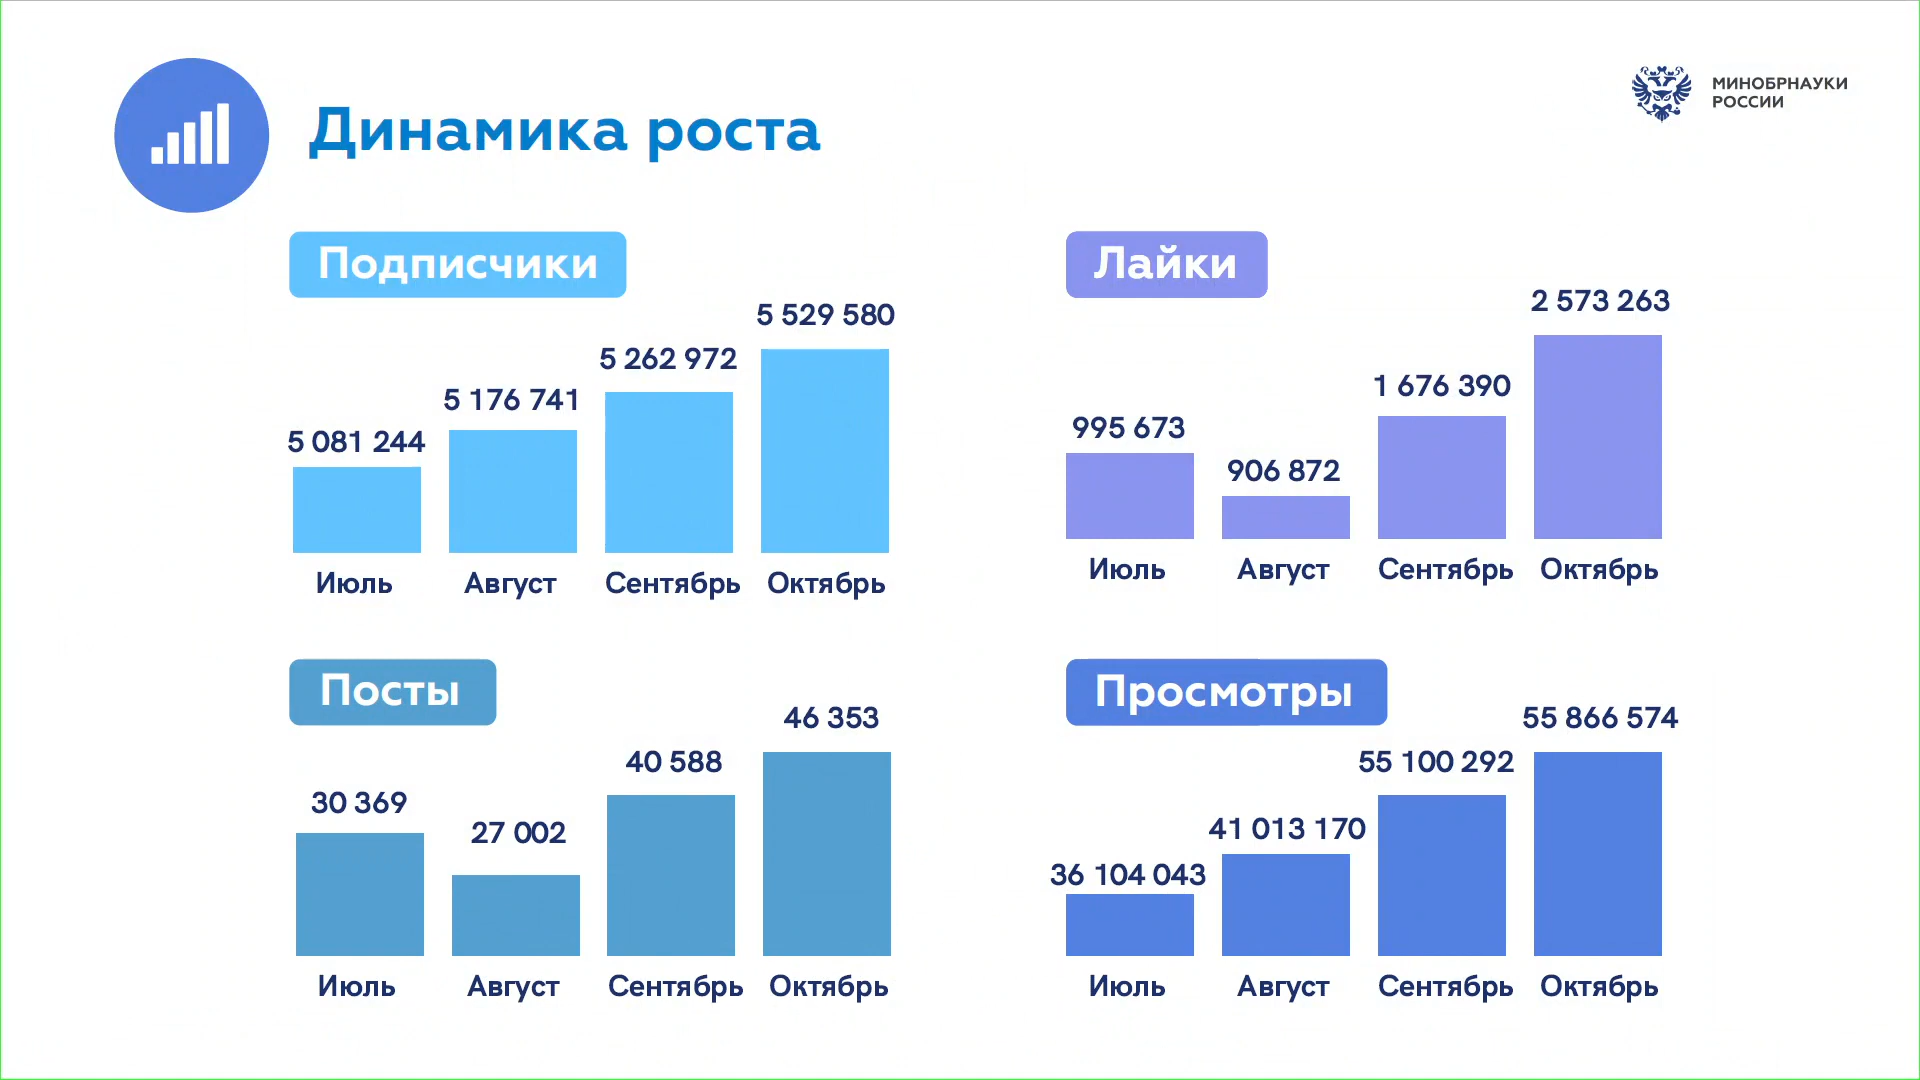 Динамика роста
МИНОБРНАУКИ
РОССИИ
Подписчики
5 081 244
5 176 741
5 262 972
5 529 580
Июль
Август
Сентябрь
Октябрь
Лайки
995 673
906 872
1 676 390
2 573 263
Июль
Август
Сентябрь
Октябрь
Посты
30 369
27 002
40 588
46 353
Июль
Август
Сентябрь
Октябрь
Просмотры
36 104 043
41 013 170
55 100 292
55 866 574
Июль
Август
Сентябрь
Октябрь